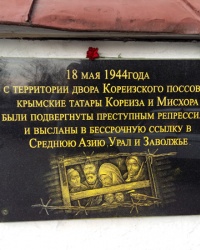 18 мая 1944года
с территории двора Кореизского поссов
крымские татары Кореиза и Мисхора
были подвергнуты преступным репресси
и высланы в бессрочную ссылку в
Среднюю Азию Урал и Заволжье